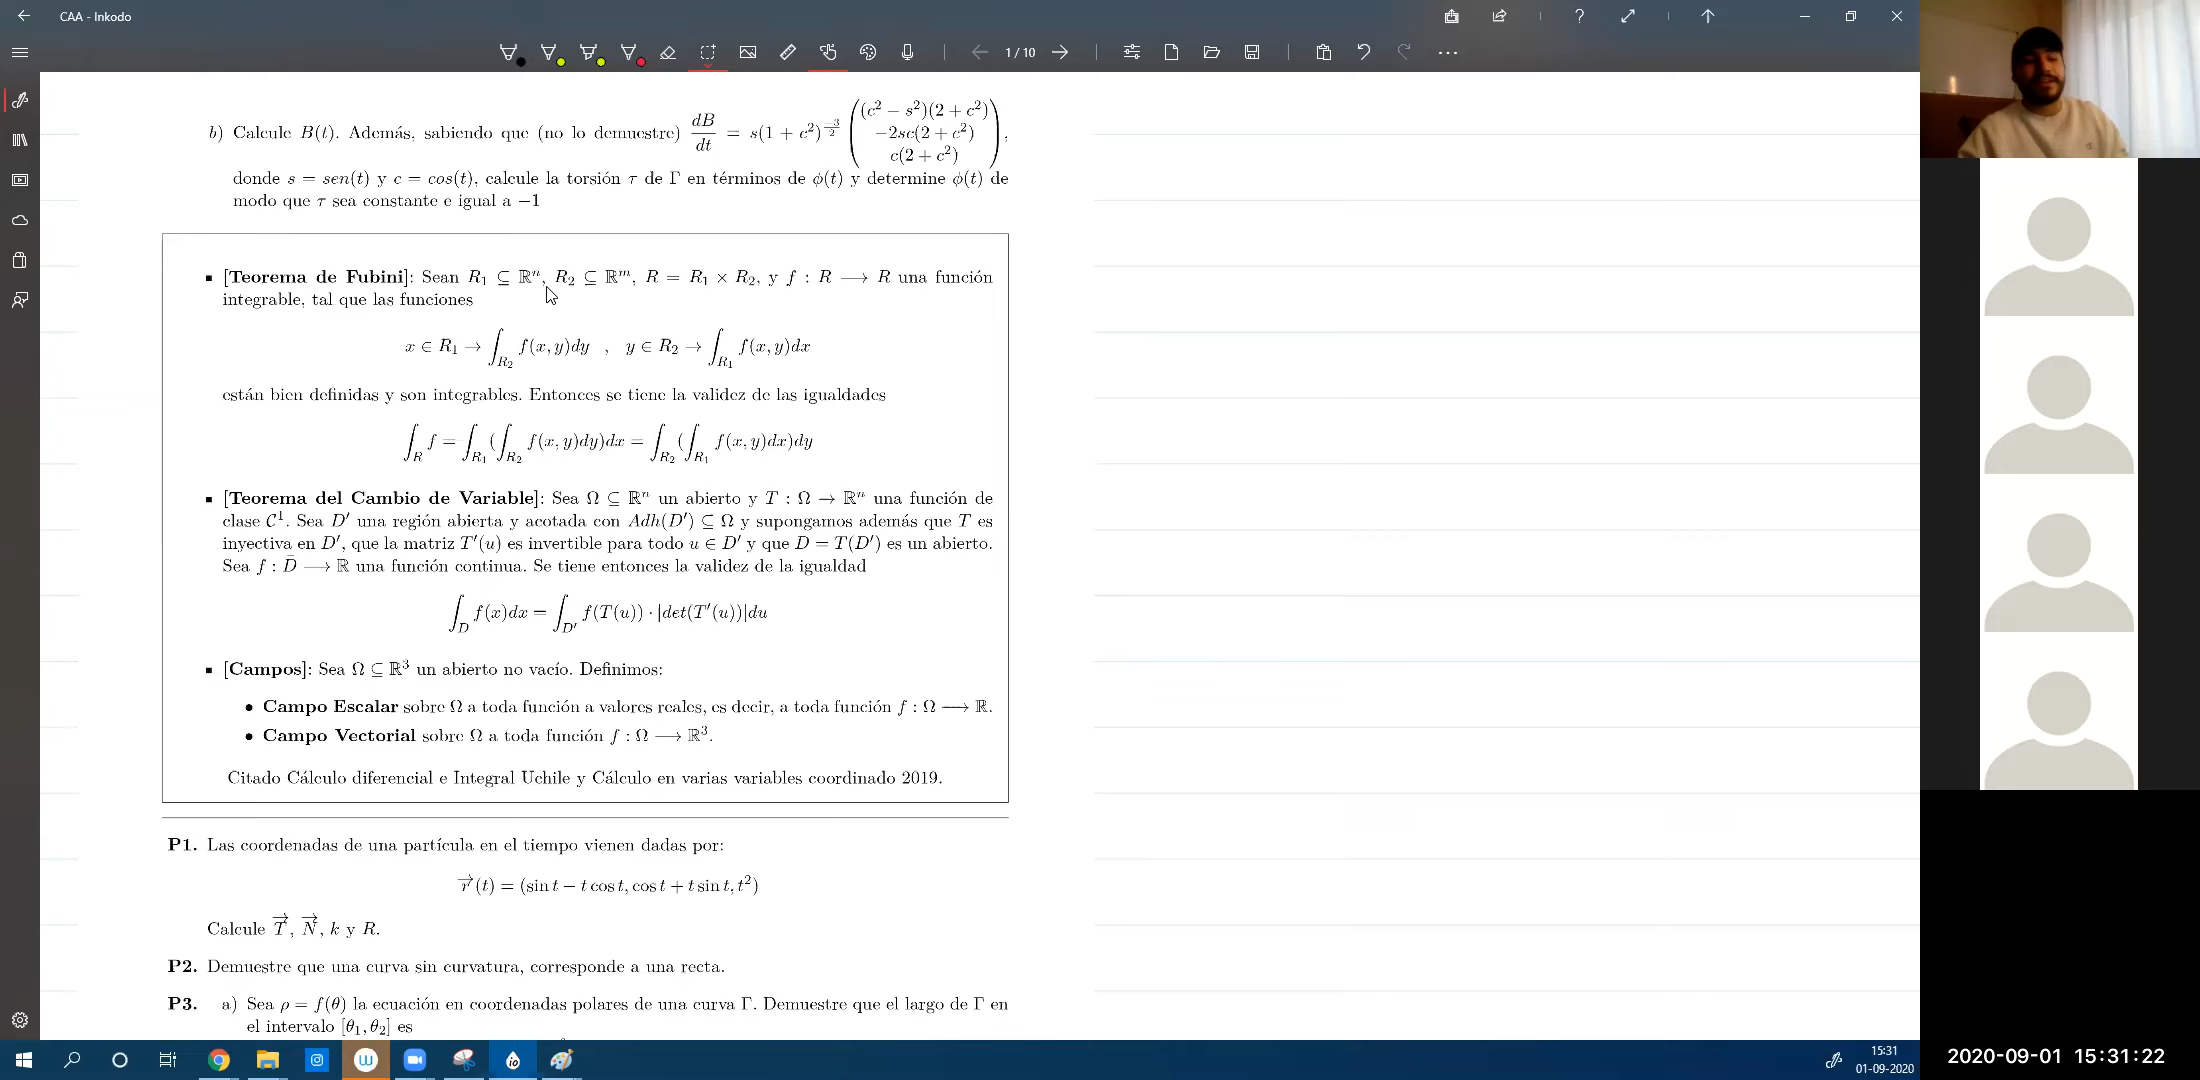 CAA - Inkodo
1 / 10
b) Calcule B(t). Además, sabiendo que (no lo demuestre) dB/dt = s(1 + c²)^(−3/2) ((c² − s²)(2 + c²)
−2sc(2 + c²)
c(2 + c²)),
donde s = sen(t) y c = cos(t), calcule la torsión τ de Γ en términos de ϕ(t) y determine ϕ(t) de
modo que τ sea constante e igual a −1
▪ [Teorema de Fubini]: Sean R₁ ⊆ ℝⁿ, R₂ ⊆ ℝᵐ, R = R₁ × R₂, y f : R ⟶ R una función
integrable, tal que las funciones
x ∈ R₁ → ∫_{R₂} f(x, y)dy , y ∈ R₂ → ∫_{R₁} f(x, y)dx
están bien definidas y son integrables. Entonces se tiene la validez de las igualdades
∫_R f = ∫_{R₁} (∫_{R₂} f(x, y)dy)dx = ∫_{R₂} (∫_{R₁} f(x, y)dx)dy
▪ [Teorema del Cambio de Variable]: Sea Ω ⊆ ℝⁿ un abierto y T : Ω → ℝⁿ una función de
clase 𝒞¹. Sea D′ una región abierta y acotada con Adh(D′) ⊆ Ω y supongamos además que T es
inyectiva en D′, que la matriz T′(u) es invertible para todo u ∈ D′ y que D = T(D′) es un abierto.
Sea f : D̄ ⟶ ℝ una función continua. Se tiene entonces la validez de la igualdad
∫_D f(x)dx = ∫_{D′} f(T(u)) · |det(T′(u))|du
▪ [Campos]: Sea Ω ⊆ ℝ³ un abierto no vacío. Definimos:
• Campo Escalar sobre Ω a toda función a valores reales, es decir, a toda función f : Ω ⟶ ℝ.
• Campo Vectorial sobre Ω a toda función f : Ω ⟶ ℝ³.
Citado Cálculo diferencial e Integral Uchile y Cálculo en varias variables coordinado 2019.
P1. Las coordenadas de una partícula en el tiempo vienen dadas por:
r⃗(t) = (sin t − t cos t, cos t + t sin t, t²)
Calcule T⃗, N⃗, k y R.
P2. Demuestre que una curva sin curvatura, corresponde a una recta.
P3. a) Sea ρ = f(θ) la ecuación en coordenadas polares de una curva Γ. Demuestre que el largo de Γ en
el intervalo [θ₁, θ₂] es
15:31
01-09-2020
2020-09-01 15:31:22